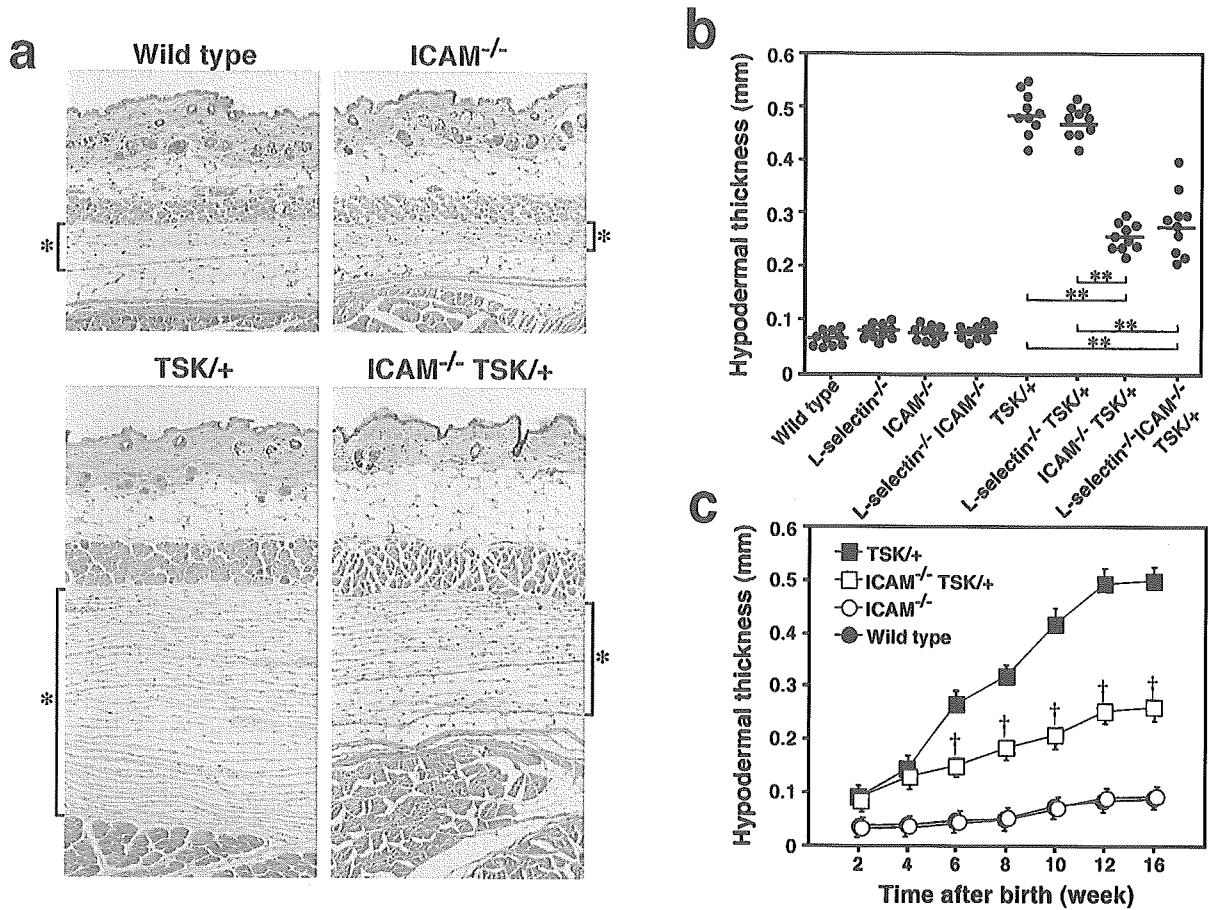 a
Wild type
ICAM-/-
*
*
TSK/+
ICAM-/- TSK/+
*
*
b
Hypodermal thickness (mm)
0.6
0.5
0.4
0.3
0.2
0.1
0
**
**
**
**
Wild type
L-selectin-/-
ICAM-/-
L-selectin-/- ICAM-/-
TSK/+
L-selectin-/- TSK/+
ICAM-/- TSK/+
L-selectin-/- ICAM-/-
TSK/+
c
Hypodermal thickness (mm)
0.6
0.5
0.4
0.3
0.2
0.1
0
TSK/+
ICAM-/- TSK/+
ICAM-/-
Wild type
† † † † †
2 4 6 8 10 12 16
Time after birth (week)